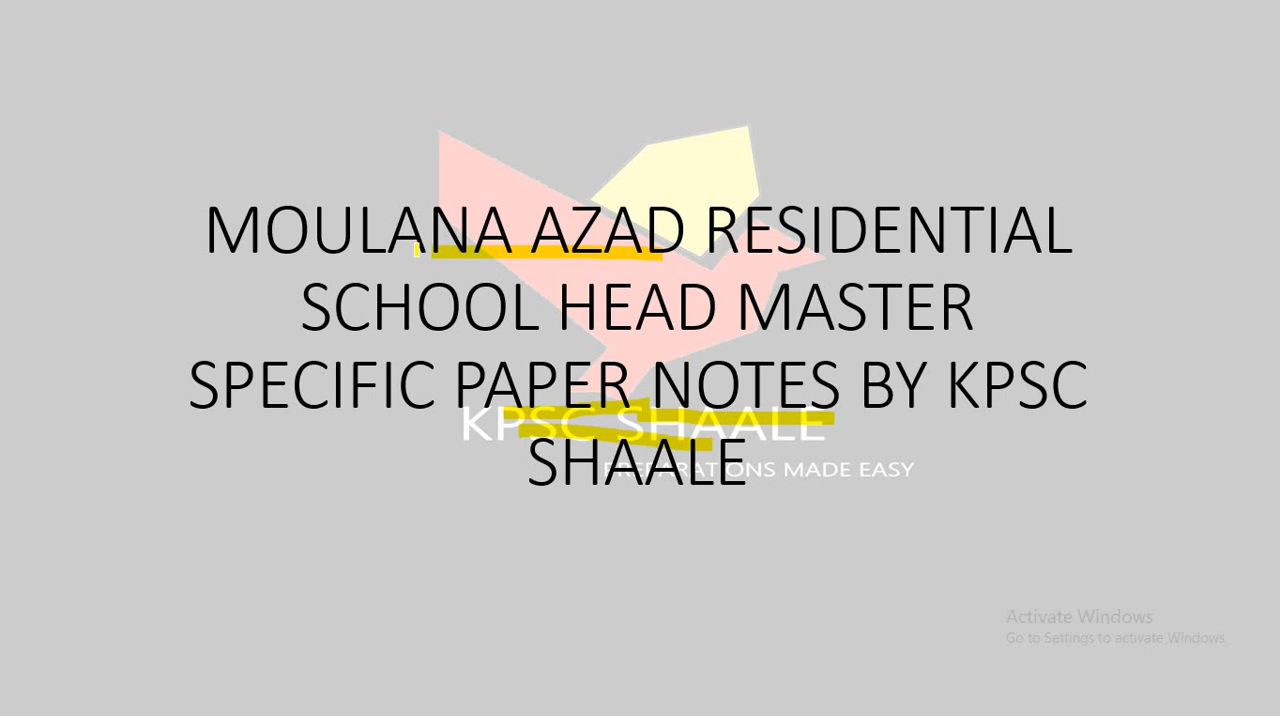 MOULANA AZAD RESIDENTIAL
SCHOOL HEAD MASTER
SPECIFIC PAPER NOTES BY KPSC
KPSC SHAALE
SHAALE
PREPARATIONS MADE EASY
Activate Windows
Go to Settings to activate Windows.